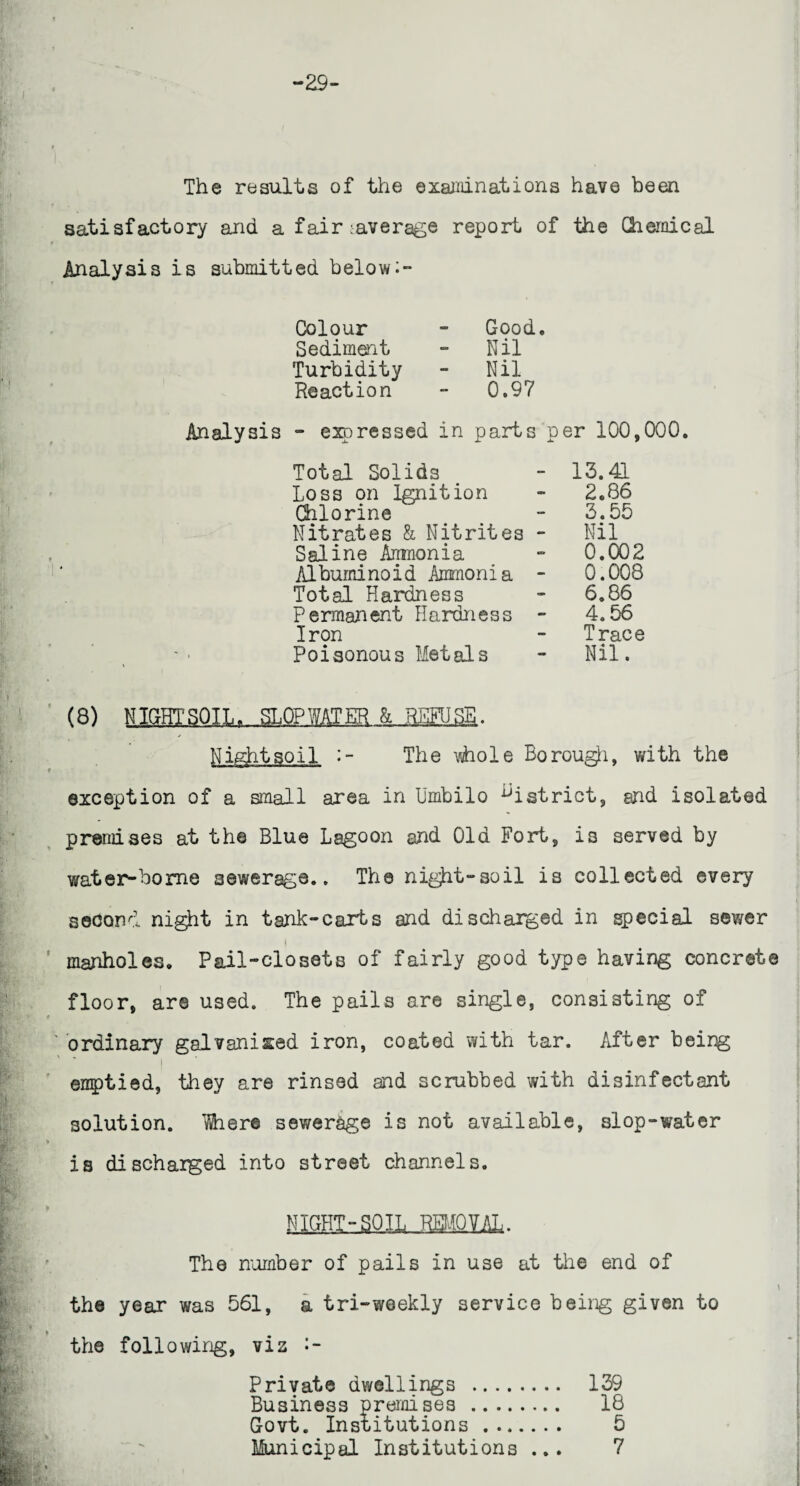 -29-
The results of the examinations have been
satisfactory and a fair :average report of the Chemical
Analysis is submitted below:-
Colour - Good.
Sediment - Nil
Turbidity - Nil
Reaction - 0.97
Analysis - expressed in parts per 100,000.
Total Solids - 13.41
Loss on Ignition - 2.86
Chlorine - 3.55
Nitrates & Nitrites - Nil
Saline Ammonia - 0.002
Albuminoid Ammonia - 0.008
Total Hardness - 6.86
Permanent Hardness - 4.56
Iron - Trace
Poisonous Metals - Nil.
(8) NIGHTSOIL, SLOPWATER & REFUSE.
Nightsoil :- The whole Borough, with the
exception of a small area in Umbilo District, and isolated
premises at the Blue Lagoon and Old Fort, is served by
water-borne sewerage.. The night-soil is collected every
second night in tank-carts and discharged in special sewer
manholes. Pail-closets of fairly good type having concrete
floor, are used. The pails are single, consisting of
ordinary galvanised iron, coated with tar. After being
emptied, they are rinsed and scrubbed with disinfectant
solution. Where sewerage is not available, slop-water
is discharged into street channels.
NIGHT-SOIL REMOVAL.
The number of pails in use at the end of
the year was 561, a tri-weekly service being given to
the following, viz :-
Private dwellings ......... 139
Business premises ........ 18
Govt. Institutions ....... 5
Municipal Institutions ... 7